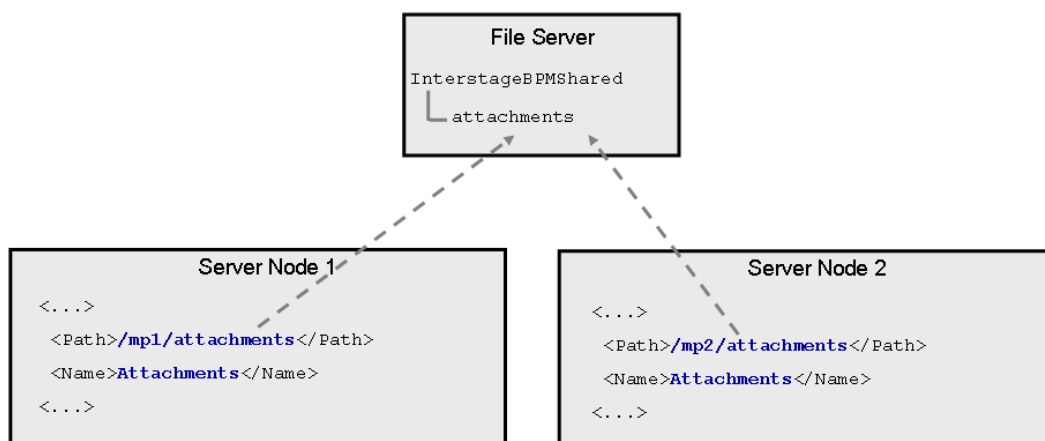 File Server
InterstageBPMShared
attachments
Server Node 1
<...>
<Path>/mp1/attachments</Path>
<Name>Attachments</Name>
<...>
Server Node 2
<...>
<Path>/mp2/attachments</Path>
<Name>Attachments</Name>
<...>